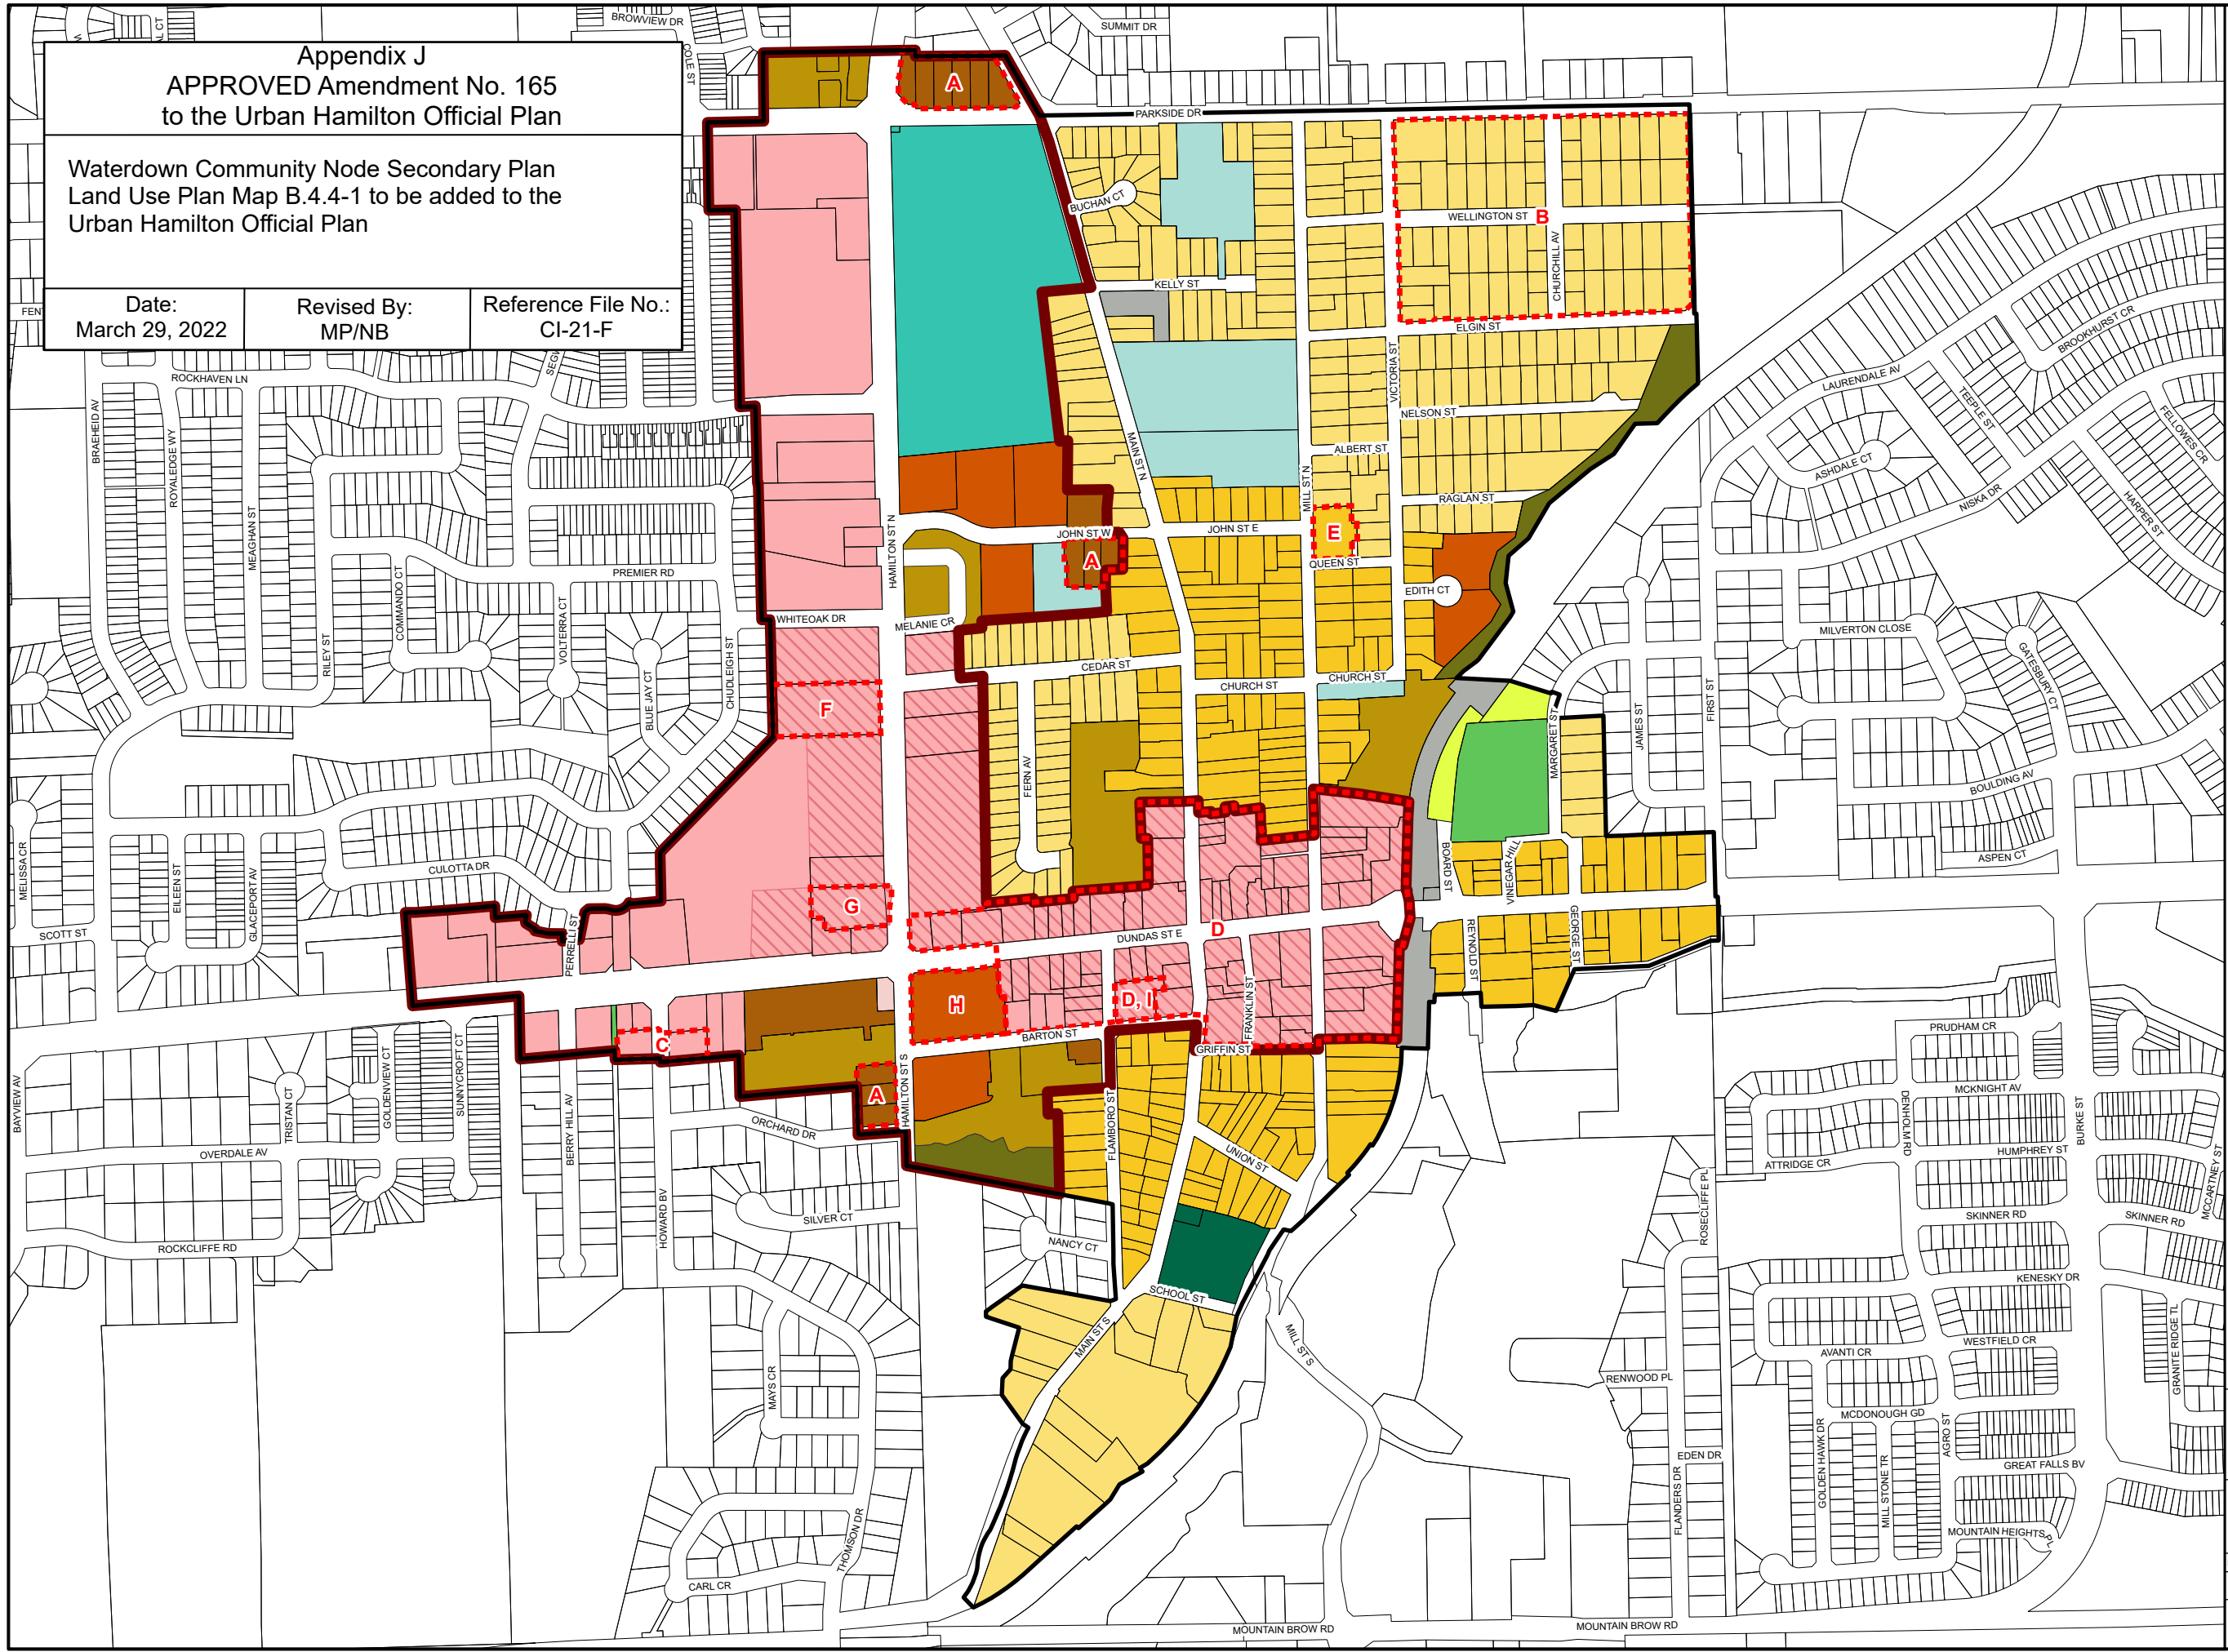 Appendix J
APPROVED Amendment No. 165
to the Urban Hamilton Official Plan
Waterdown Community Node Secondary Plan
Land Use Plan Map B.4.4-1 to be added to the
Urban Hamilton Official Plan
Date:
March 29, 2022
Revised By:
MP/NB
Reference File No.:
CI-21-F
BROWVIEW DR
COLE ST
SUMMIT DR
A
PARKSIDE DR
BUCHAN CT
WELLINGTON ST
B
CHURCHILL AV
KELLY ST
ELGIN ST
VICTORIA ST
NELSON ST
ALBERT ST
MAIN ST N
MILL ST N
RAGLAN ST
JOHN ST W
JOHN ST E
E
A
QUEEN ST
EDITH CT
HAMILTON ST N
WHITEOAK DR
MELANIE CR
CEDAR ST
CHURCH ST
CHURCH ST
F
FERN AV
G
D
DUNDAS ST E
H
D, I
FRANKLIN ST
BARTON ST
GRIFFIN ST
C
A
HAMILTON ST S
FLAMBORO ST
UNION ST
SCHOOL ST
MAIN ST S
MILL ST S
NANCY CT
SILVER CT
ORCHARD DR
HOWARD BV
BERRY HILL AV
SUNNYCROFT CT
GOLDENVIEW CT
TRISTAN CT
BAYVIEW AV
OVERDALE AV
ROCKCLIFFE RD
MAYS CR
THOMSON DR
CARL CR
ROCKHAVEN LN
BRAEHEID AV
ROYALEDGE WY
MEAGHAN ST
RILEY ST
COMMANDO CT
PREMIER RD
VOLTERRA CT
BLUE JAY CT
CHUDLEIGH ST
CULOTTA DR
PERRELLI ST
MELISSA CR
EILEEN ST
GLACEPORT AV
SCOTT ST
BOARD ST
VINEGAR HILL
MARGARET ST
REYNOLD ST
GEORGE ST
JAMES ST
FIRST ST
MILVERTON CLOSE
GATESBURY CT
BOULDING AV
ASPEN CT
LAURENDALE AV
TEEPLE ST
BROOKHURST CR
FELLOWES CR
ASHDALE CT
NISKA DR
HARPER ST
PRUDHAM CR
MCKNIGHT AV
DENHOLM RD
BURKE ST
HUMPHREY ST
ATTRIDGE CR
MCCARTNEY ST
SKINNER RD
SKINNER RD
ROSECLIFFE PL
KENESKY DR
WESTFIELD CR
AVANTI CR
GRANITE RIDGE TL
RENWOOD PL
MCDONOUGH GD
GOLDEN HAWK DR
MILL STONE TR
AGRO ST
EDEN DR
GREAT FALLS BV
FLANDERS DR
MOUNTAIN HEIGHTS PL
MOUNTAIN BROW RD
MOUNTAIN BROW RD